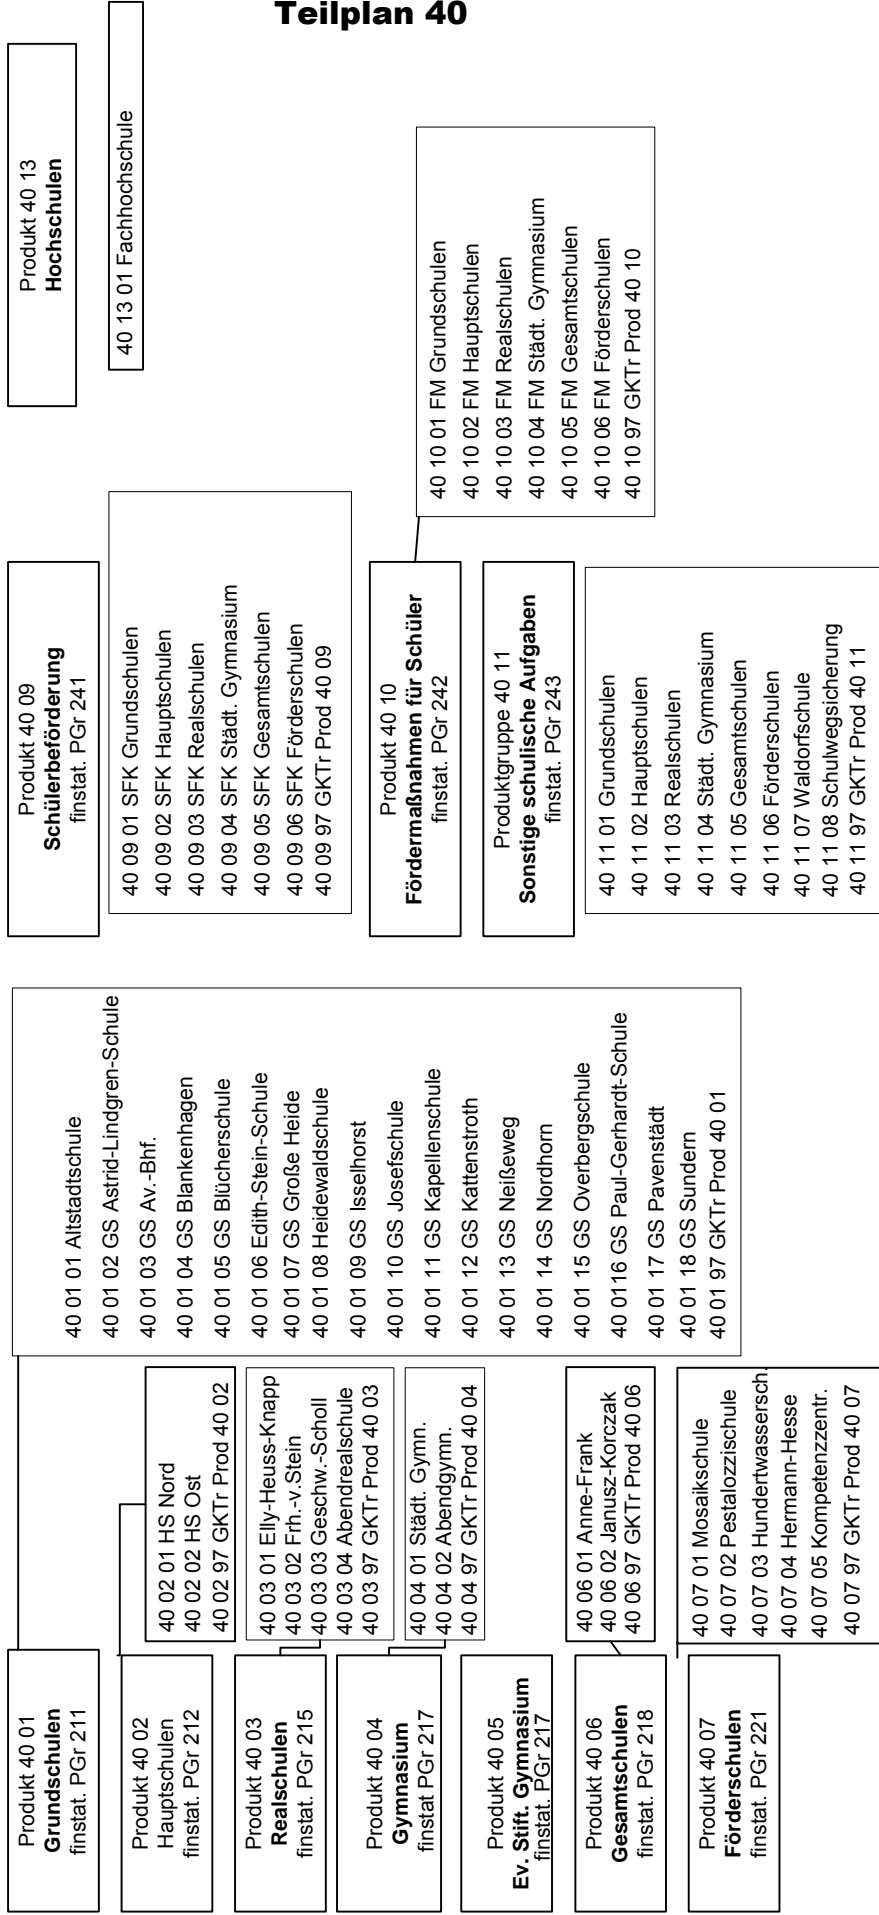 Teilplan 40
Produkt 40 01
Grundschulen
finstat. PGr 211
40 01 01 Altstadtschule
40 01 02 GS Astrid-Lindgren-Schule
40 01 03 GS Av.-Bhf.
40 01 04 GS Blankenhagen
40 01 05 GS Blücherschule
40 01 06 Edith-Stein-Schule
40 01 07 GS Große Heide
40 01 08 Heidewaldschule
40 01 09 GS Isselhorst
40 01 10 GS Josefschule
40 01 11 GS Kapellenschule
40 01 12 GS Kattenstroth
40 01 13 GS Neißeweg
40 01 14 GS Nordhorn
40 01 15 GS Overbergschule
40 0116 GS Paul-Gerhardt-Schule
40 01 17 GS Pavenstädt
40 01 18 GS Sundern
40 01 97 GKTr Prod 40 01
Produkt 40 02
Hauptschulen
finstat. PGr 212
40 02 01 HS Nord
40 02 02 HS Ost
40 02 97 GKTr Prod 40 02
Produkt 40 03
Realschulen
finstat. PGr 215
40 03 01 Elly-Heuss-Knapp
40 03 02 Frh.-v.Stein
40 03 03 Geschw.-Scholl
40 03 04 Abendrealschule
40 03 97 GKTr Prod 40 03
Produkt 40 04
Gymnasium
finstat PGr 217
40 04 01 Städt. Gymn.
40 04 02 Abendgymn.
40 04 97 GKTr Prod 40 04
Produkt 40 05
Ev. Stift. Gymnasium
finstat. PGr 217
Produkt 40 06
Gesamtschulen
finstat. PGr 218
40 06 01 Anne-Frank
40 06 02 Janusz-Korczak
40 06 97 GKTr Prod 40 06
Produkt 40 07
Förderschulen
finstat. PGr 221
40 07 01 Mosaikschule
40 07 02 Pestalozzischule
40 07 03 Hundertwassersch.
40 07 04 Hermann-Hesse
40 07 05 Kompetenzzentr.
40 07 97 GKTr Prod 40 07
Produkt 40 09
Schülerbeförderung
finstat. PGr 241
40 09 01 SFK Grundschulen
40 09 02 SFK Hauptschulen
40 09 03 SFK Realschulen
40 09 04 SFK Städt. Gymnasium
40 09 05 SFK Gesamtschulen
40 09 06 SFK Förderschulen
40 09 97 GKTr Prod 40 09
Produkt 40 10
Fördermaßnahmen für Schüler
finstat. PGr 242
40 10 01 FM Grundschulen
40 10 02 FM Hauptschulen
40 10 03 FM Realschulen
40 10 04 FM Städt. Gymnasium
40 10 05 FM Gesamtschulen
40 10 06 FM Förderschulen
40 10 97 GKTr Prod 40 10
Produktgruppe 40 11
Sonstige schulische Aufgaben
finstat. PGr 243
40 11 01 Grundschulen
40 11 02 Hauptschulen
40 11 03 Realschulen
40 11 04 Städt. Gymnasium
40 11 05 Gesamtschulen
40 11 06 Förderschulen
40 11 07 Waldorfschule
40 11 08 Schulwegsicherung
40 11 97 GKTr Prod 40 11
Produkt 40 13
Hochschulen
40 13 01 Fachhochschule